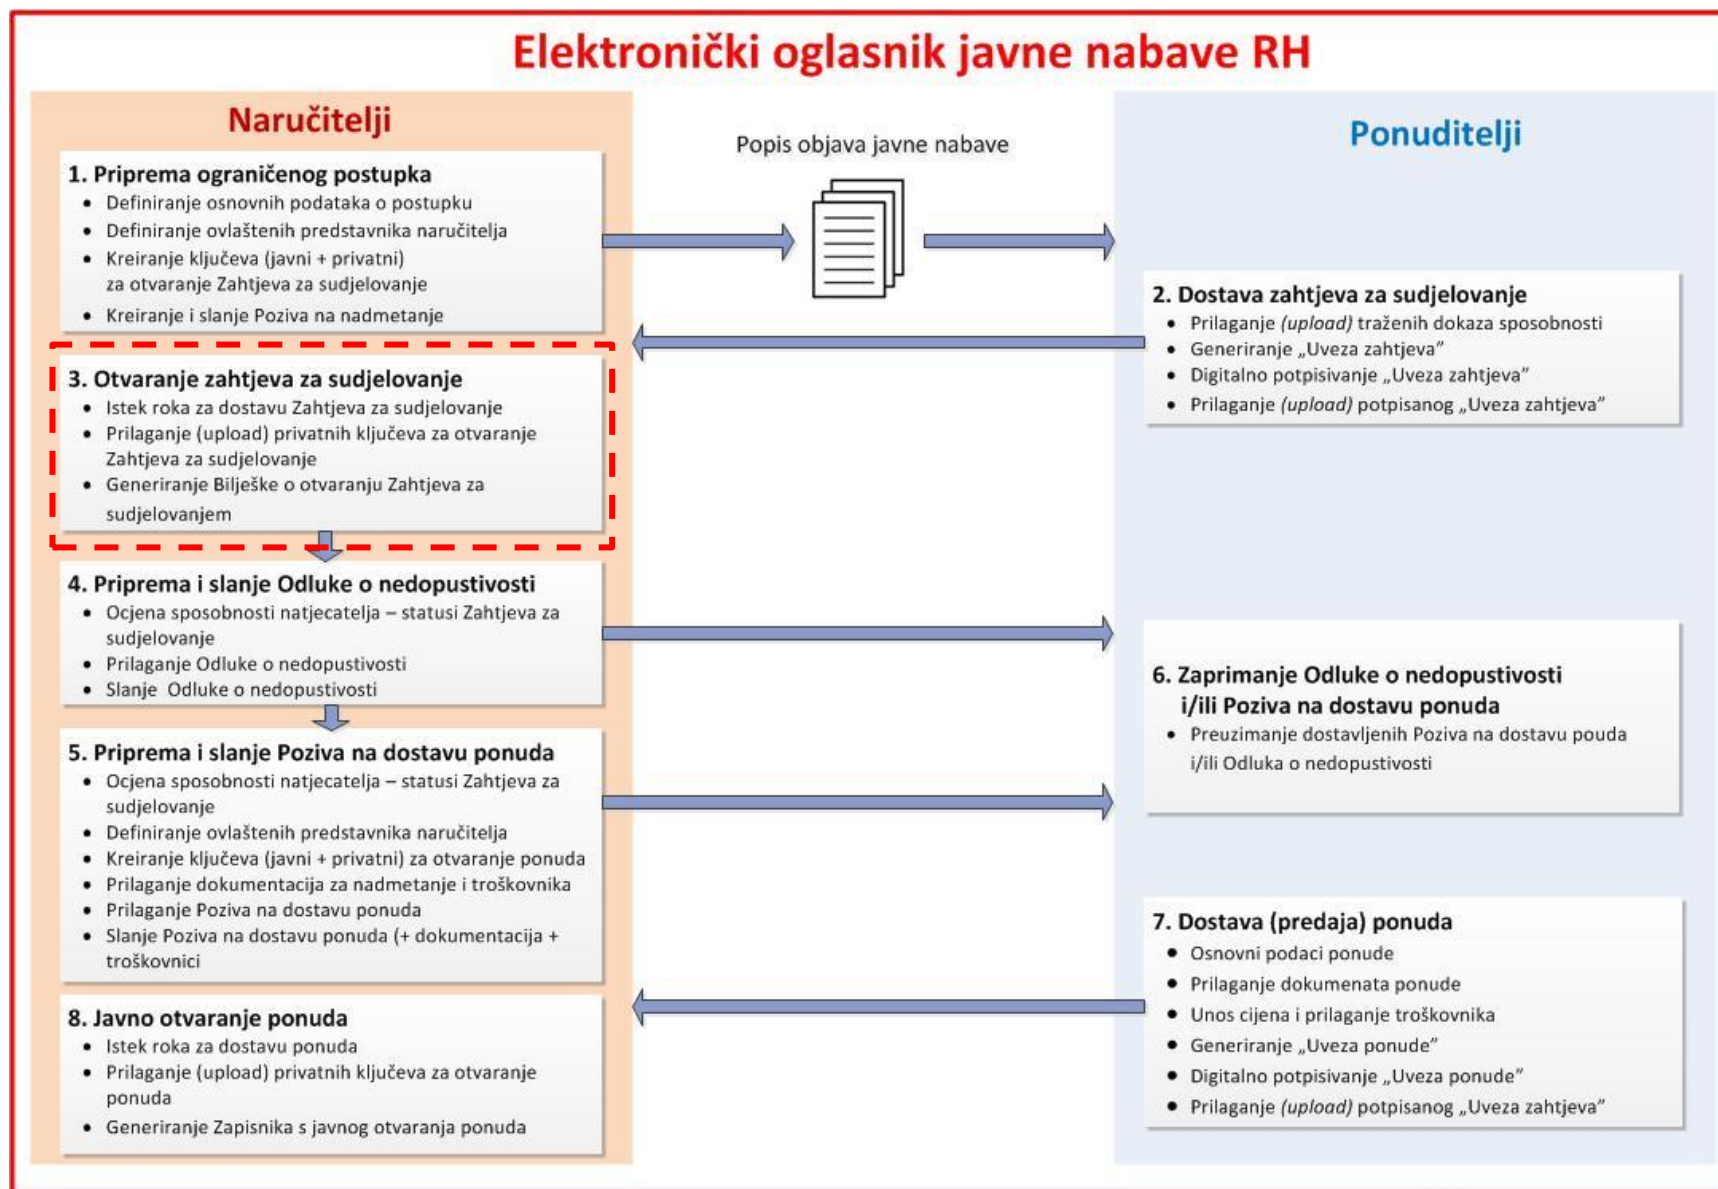 Elektronički oglasnik javne nabave RH
Naručitelji
1. Priprema ograničenog postupka
• Definiranje osnovnih podataka o postupku
• Definiranje ovlaštenih predstavnika naručitelja
• Kreiranje ključeva (javni + privatni)
za otvaranje Zahtjeva za sudjelovanje
• Kreiranje i slanje Poziva na nadmetanje
3. Otvaranje zahtjeva za sudjelovanje
• Istek roka za dostavu Zahtjeva za sudjelovanje
• Prilaganje (upload) privatnih ključeva za otvaranje
Zahtjeva za sudjelovanje
• Generiranje Bilješke o otvaranju Zahtjeva za
sudjelovanjem
4. Priprema i slanje Odluke o nedopustivosti
• Ocjena sposobnosti natjecatelja – statusi Zahtjeva za
sudjelovanje
• Prilaganje Odluke o nedopustivosti
• Slanje Odluke o nedopustivosti
5. Priprema i slanje Poziva na dostavu ponuda
• Ocjena sposobnosti natjecatelja – statusi Zahtjeva za
sudjelovanje
• Definiranje ovlaštenih predstavnika naručitelja
• Kreiranje ključeva (javni + privatni) za otvaranje ponuda
• Prilaganje dokumentacija za nadmetanje i troškovnika
• Prilaganje Poziva na dostavu ponuda
• Slanje Poziva na dostavu ponuda (+ dokumentacija +
troškovnici
8. Javno otvaranje ponuda
• Istek roka za dostavu ponuda
• Prilaganje (upload) privatnih ključeva za otvaranje
ponuda
• Generiranje Zapisnika s javnog otvaranja ponuda
Popis objava javne nabave
Ponuditelji
2. Dostava zahtjeva za sudjelovanje
• Prilaganje (upload) traženih dokaza sposobnosti
• Generiranje „Uveza zahtjeva”
• Digitalno potpisivanje „Uveza zahtjeva”
• Prilaganje (upload) potpisanog „Uveza zahtjeva”
6. Zaprimanje Odluke o nedopustivosti
i/ili Poziva na dostavu ponuda
• Preuzimanje dostavljenih Poziva na dostavu pouda
i/ili Odluka o nedopustivosti
7. Dostava (predaja) ponuda
• Osnovni podaci ponude
• Prilaganje dokumenata ponude
• Unos cijena i prilaganje troškovnika
• Generiranje „Uveza ponude”
• Digitalno potpisivanje „Uveza ponude”
• Prilaganje (upload) potpisanog „Uveza zahtjeva”